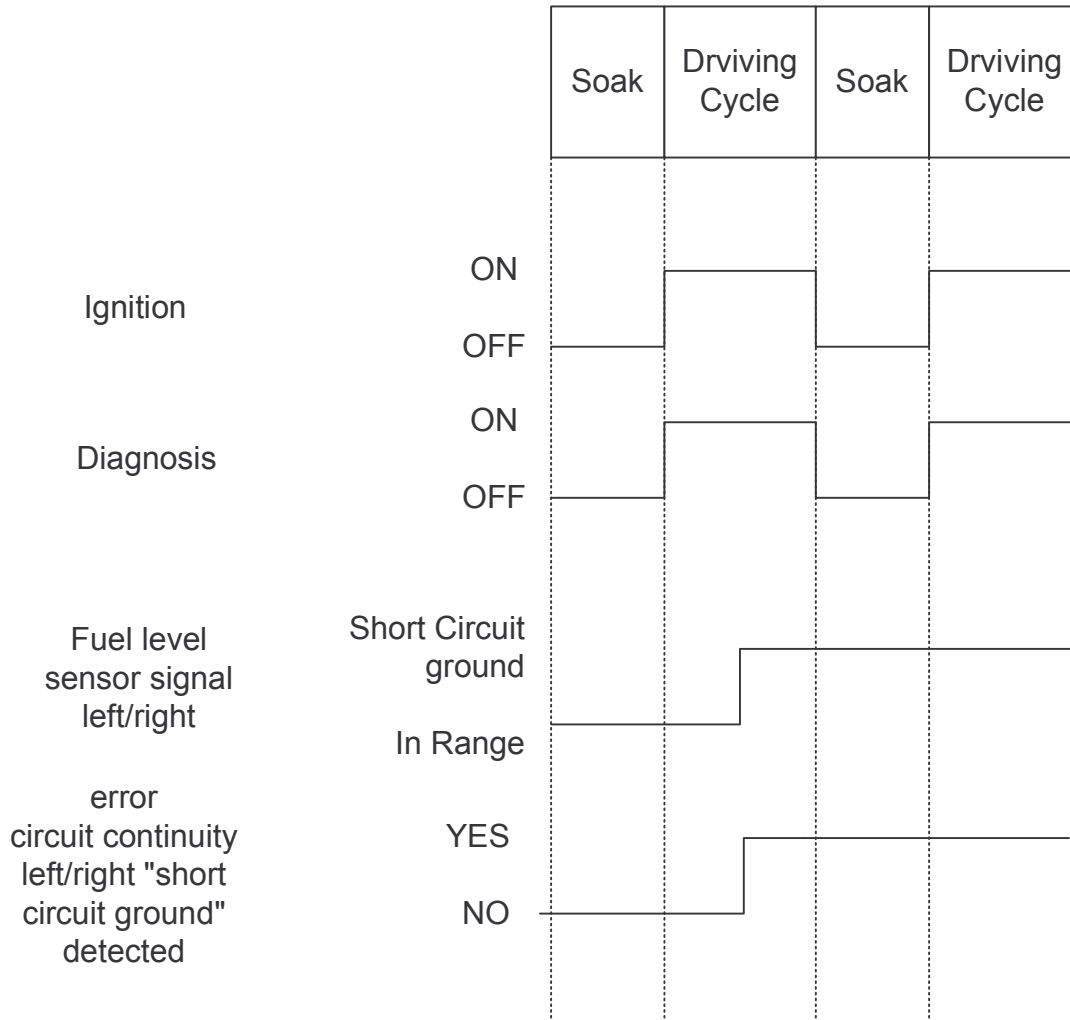 Soak
Drviving
Cycle
Soak
Drviving
Cycle
Ignition
ON
OFF
Diagnosis
ON
OFF
Fuel level
sensor signal
left/right
Short Circuit
ground
In Range
error
circuit continuity
left/right "short
circuit ground"
detected
YES
NO